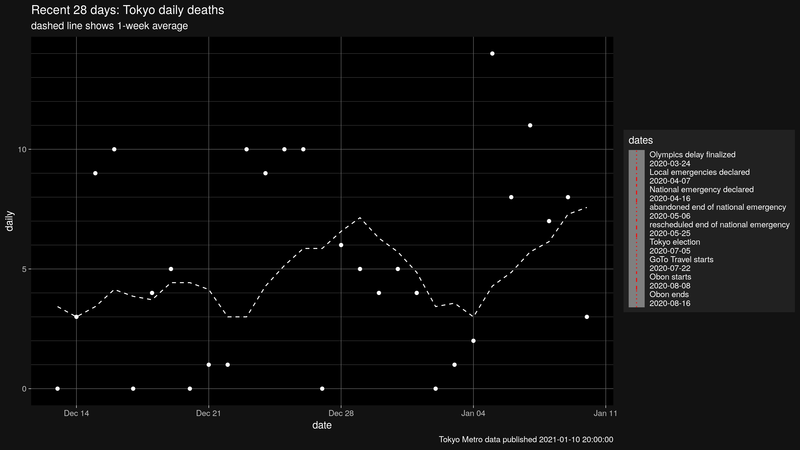 Recent 28 days: Tokyo daily deaths
dashed line shows 1-week average
daily
10
5
0
Dec 14
Dec 21
Dec 28
Jan 04
Jan 11
date
Tokyo Metro data published 2021-01-10 20:00:00
dates
Olympics delay finalized
2020-03-24
Local emergencies declared
2020-04-07
National emergency declared
2020-04-16
abandoned end of national emergency
2020-05-06
rescheduled end of national emergency
2020-05-25
Tokyo election
2020-07-05
GoTo Travel starts
2020-07-22
Obon starts
2020-08-08
Obon ends
2020-08-16